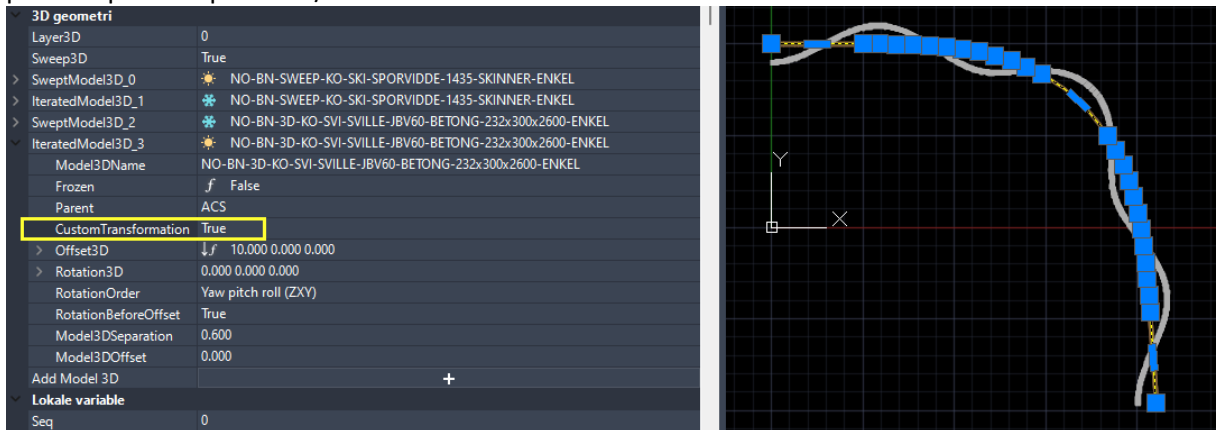 3D geometri
Layer3D 0
Sweep3D True
SweptModel3D_0 NO-BN-SWEEP-KO-SKI-SPORVIDDE-1435-SKINNER-ENKEL
IteratedModel3D_1 NO-BN-SWEEP-KO-SKI-SPORVIDDE-1435-SKINNER-ENKEL
SweptModel3D_2 NO-BN-3D-KO-SVI-SVILLE-JBV60-BETONG-232x300x2600-ENKEL
IteratedModel3D_3 NO-BN-3D-KO-SVI-SVILLE-JBV60-BETONG-232x300x2600-ENKEL
Model3DName NO-BN-3D-KO-SVI-SVILLE-JBV60-BETONG-232x300x2600-ENKEL
Frozen f False
Parent ACS
CustomTransformation True
Offset3D ↓f 10.000 0.000 0.000
Rotation3D 0.000 0.000 0.000
RotationOrder Yaw pitch roll (ZXY)
RotationBeforeOffset True
Model3DSeparation 0.600
Model3DOffset 0.000
Add Model 3D +
Lokale variable
Seq 0
Y
X